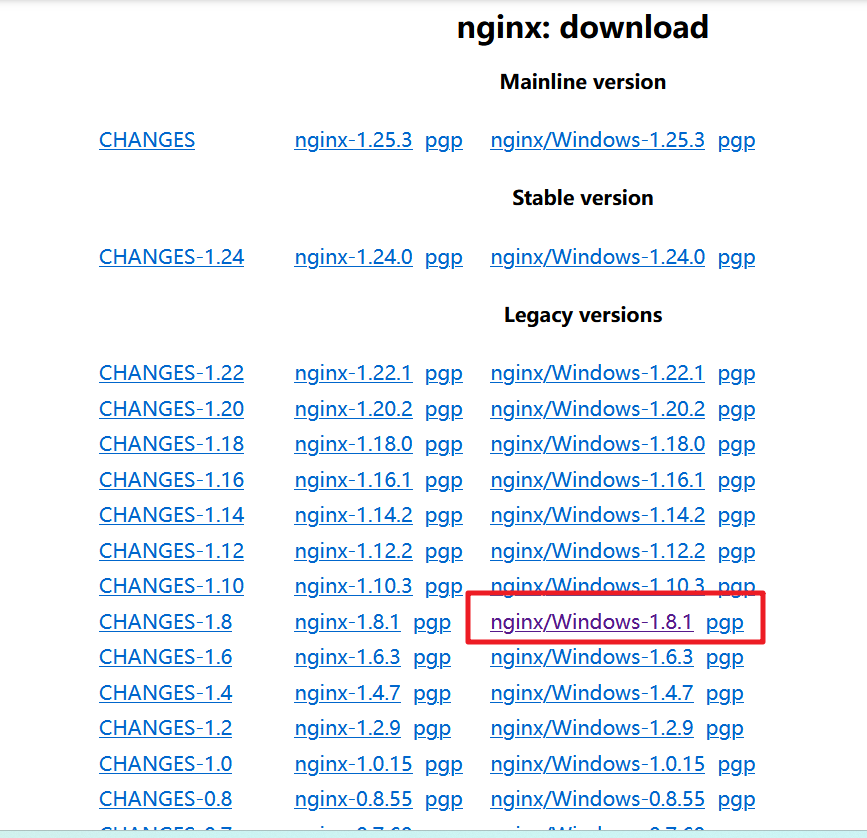 nginx: download
Mainline version
CHANGES nginx-1.25.3 pgp nginx/Windows-1.25.3 pgp
Stable version
CHANGES-1.24 nginx-1.24.0 pgp nginx/Windows-1.24.0 pgp
Legacy versions
CHANGES-1.22 nginx-1.22.1 pgp nginx/Windows-1.22.1 pgp
CHANGES-1.20 nginx-1.20.2 pgp nginx/Windows-1.20.2 pgp
CHANGES-1.18 nginx-1.18.0 pgp nginx/Windows-1.18.0 pgp
CHANGES-1.16 nginx-1.16.1 pgp nginx/Windows-1.16.1 pgp
CHANGES-1.14 nginx-1.14.2 pgp nginx/Windows-1.14.2 pgp
CHANGES-1.12 nginx-1.12.2 pgp nginx/Windows-1.12.2 pgp
CHANGES-1.10 nginx-1.10.3 pgp nginx/Windows-1.10.3 pgp
CHANGES-1.8 nginx-1.8.1 pgp nginx/Windows-1.8.1 pgp
CHANGES-1.6 nginx-1.6.3 pgp nginx/Windows-1.6.3 pgp
CHANGES-1.4 nginx-1.4.7 pgp nginx/Windows-1.4.7 pgp
CHANGES-1.2 nginx-1.2.9 pgp nginx/Windows-1.2.9 pgp
CHANGES-1.0 nginx-1.0.15 pgp nginx/Windows-1.0.15 pgp
CHANGES-0.8 nginx-0.8.55 pgp nginx/Windows-0.8.55 pgp